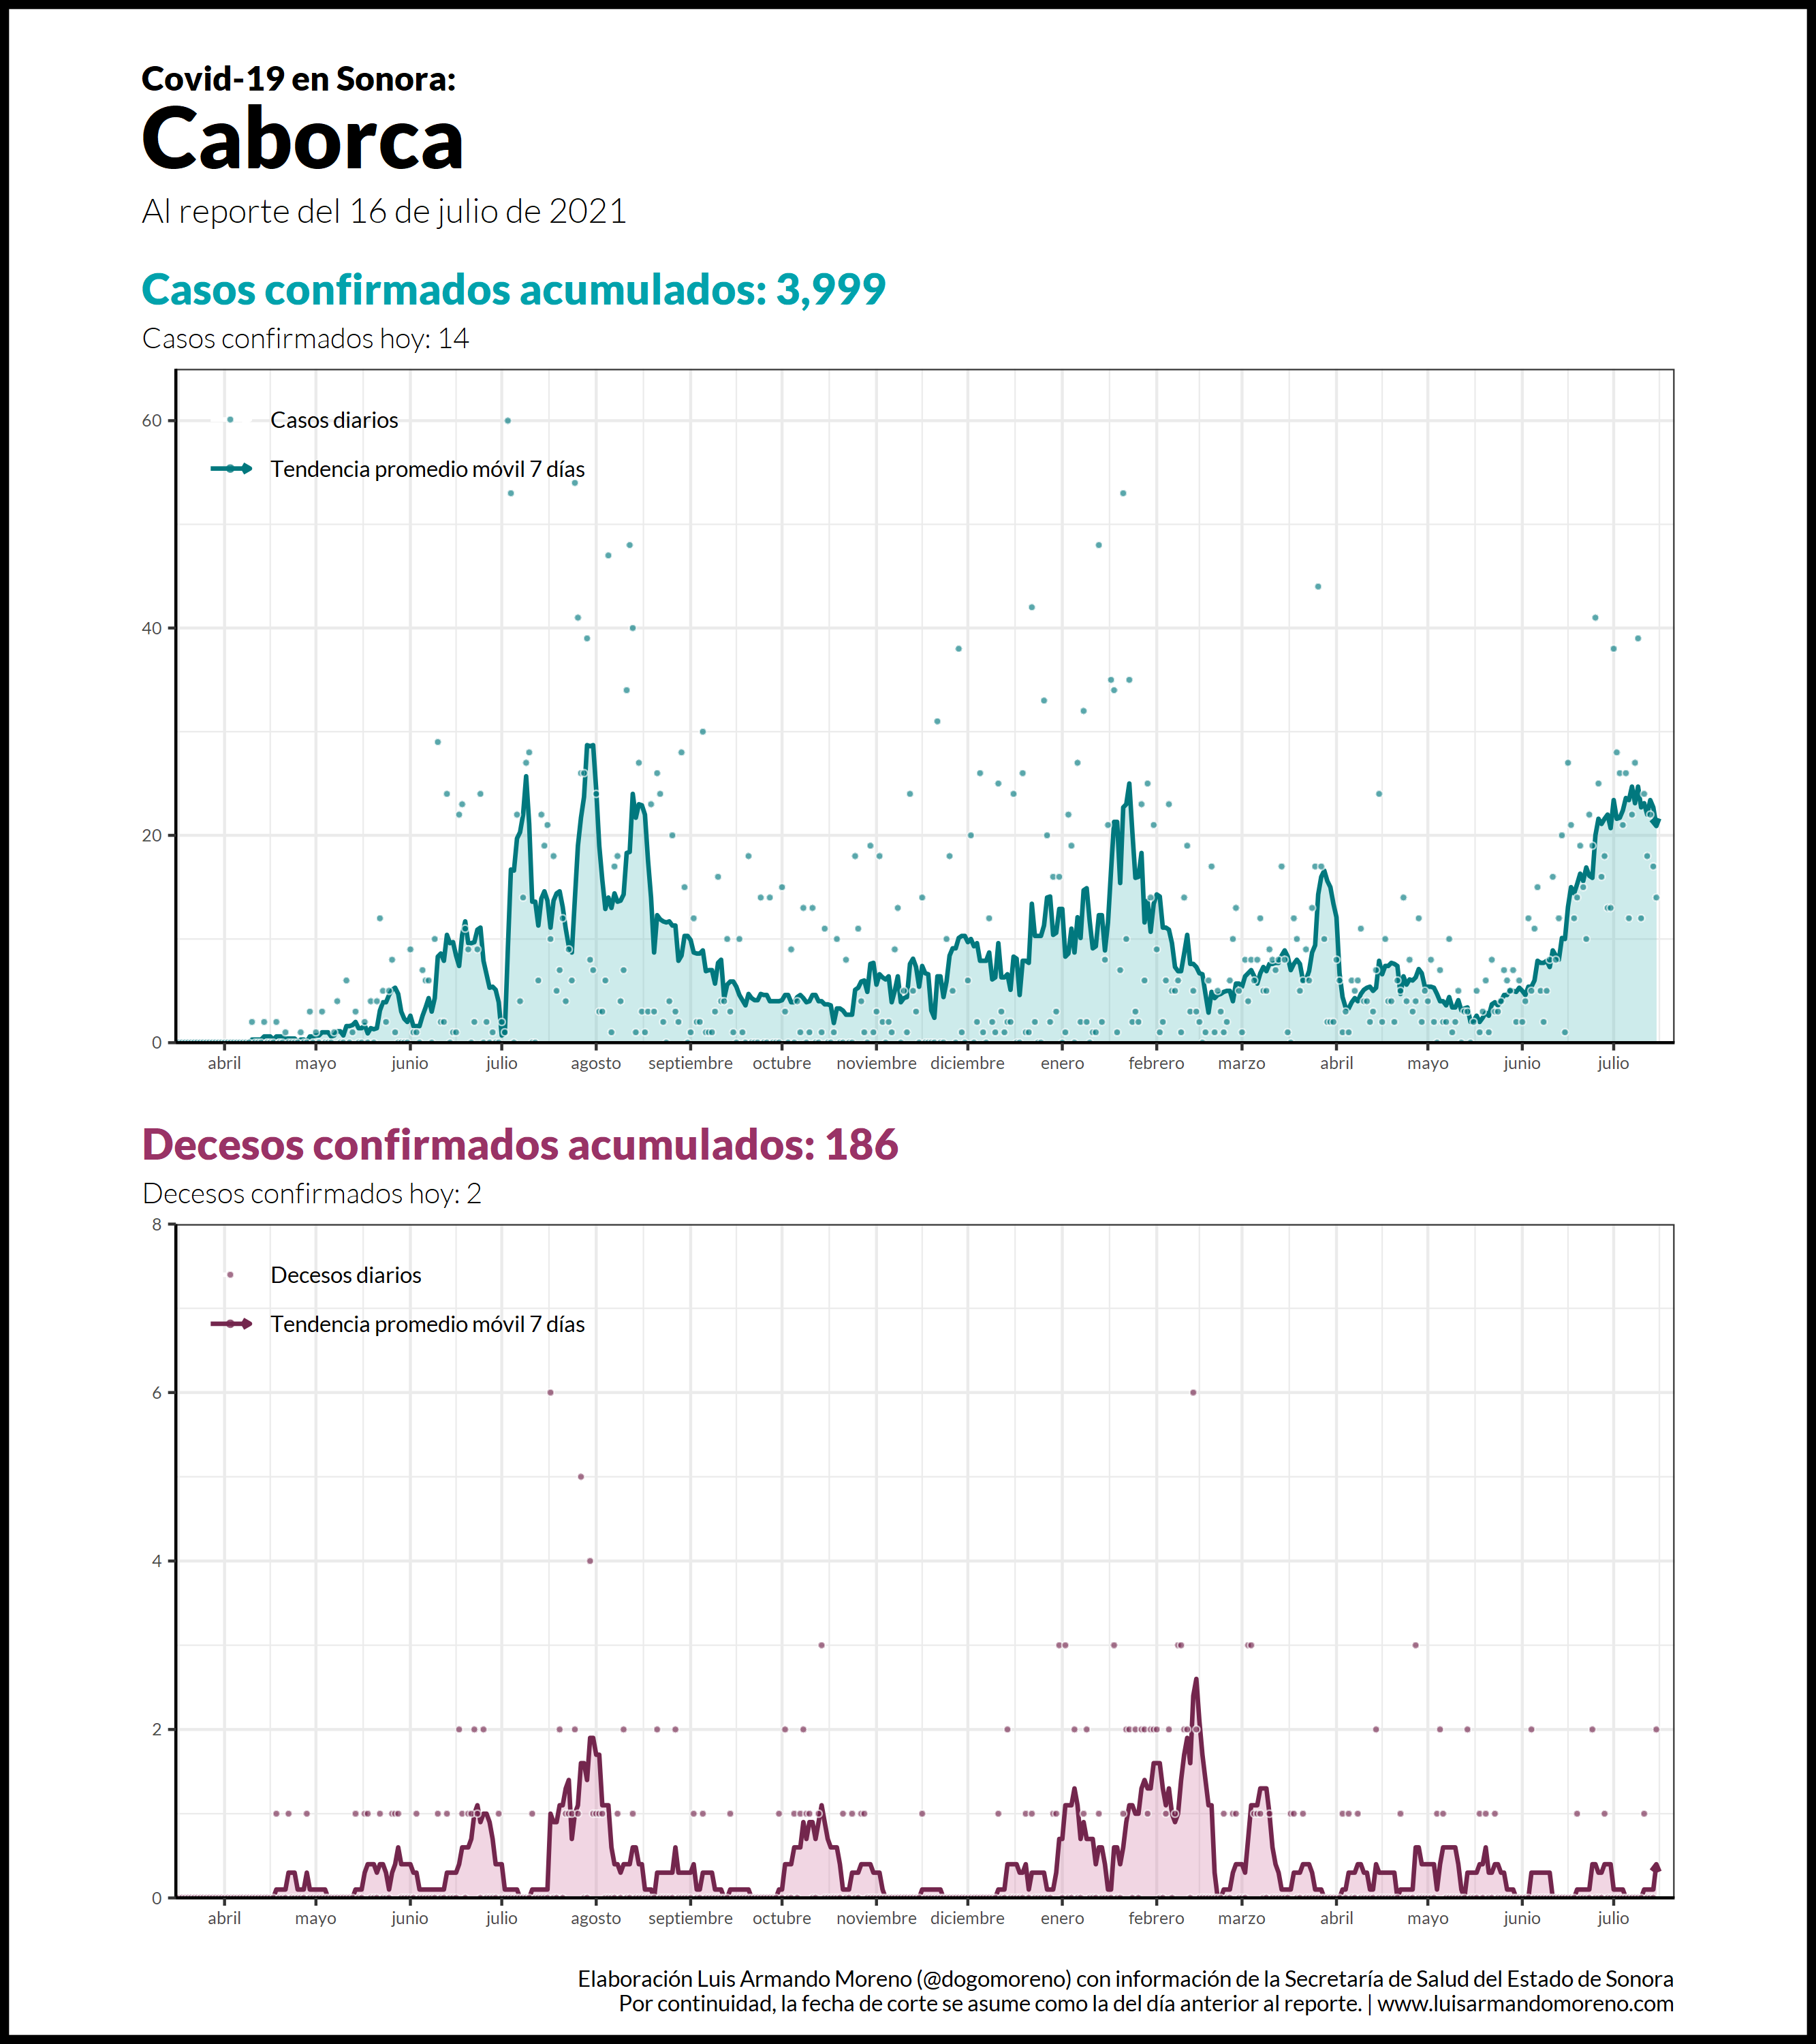 Covid-19 en Sonora:
Caborca
Al reporte del 16 de julio de 2021
Casos confirmados acumulados: 3,999
Casos confirmados hoy: 14
60
40
20
0
Casos diarios
Tendencia promedio móvil 7 días
abril mayo junio julio agosto septiembre octubre noviembre diciembre enero febrero marzo abril mayo junio julio
Decesos confirmados acumulados: 186
Decesos confirmados hoy: 2
8
6
4
2
0
Decesos diarios
Tendencia promedio móvil 7 días
abril mayo junio julio agosto septiembre octubre noviembre diciembre enero febrero marzo abril mayo junio julio
Elaboración Luis Armando Moreno (@dogomoreno) con información de la Secretaría de Salud del Estado de Sonora
Por continuidad, la fecha de corte se asume como la del día anterior al reporte. | www.luisarmandomoreno.com